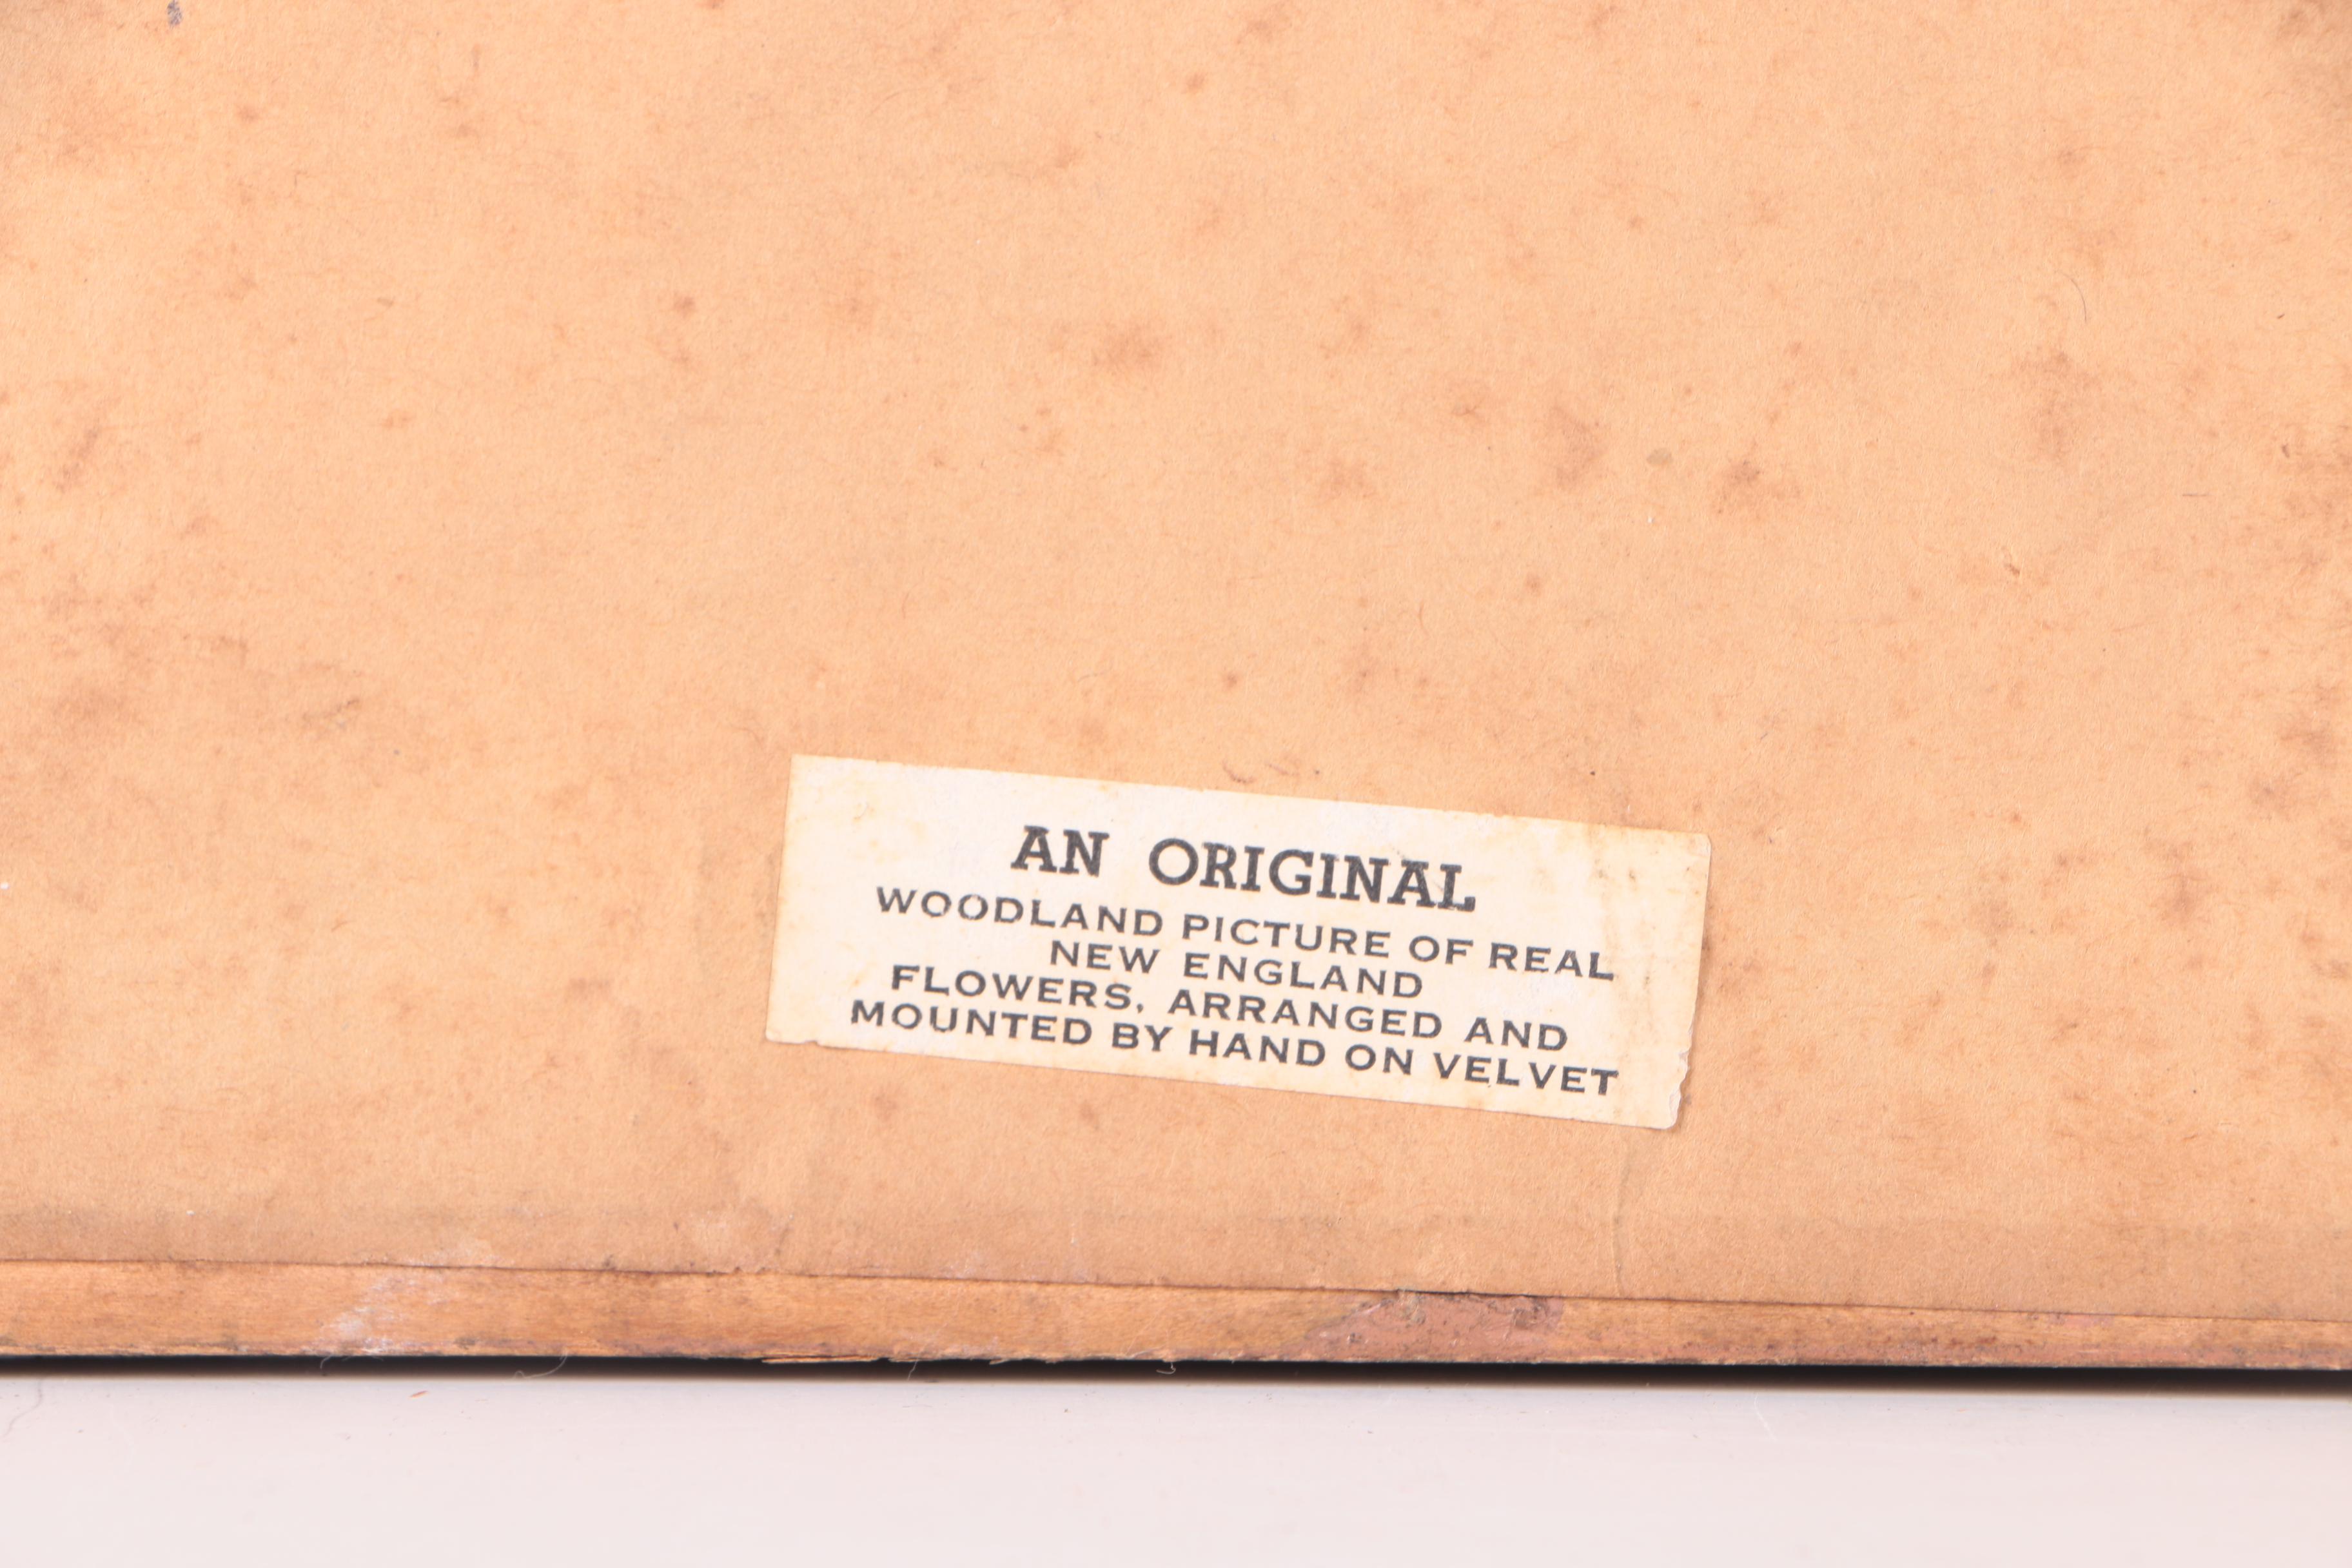 AN ORIGINAL
WOODLAND PICTURE OF REAL
NEW ENGLAND
FLOWERS, ARRANGED AND
MOUNTED BY HAND ON VELVET